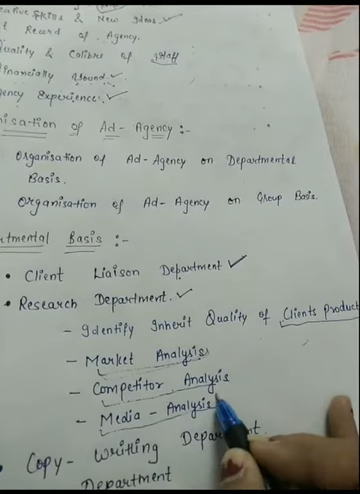 Skills & New Ideas.
Record of Agency.
Quality & Calibre of Staff
Financially Sound.
Agency Experience.
Organisation of Ad-Agency :-
Organisation of Ad-Agency on Departmental
Basis.
Organisation of Ad-Agency on Group Basis.
Departmental Basis :-
• Client Liaison Department
• Research Department.
- Identify Inherit Quality of Clients Product
- Market Analysis
- Competitor Analysis
- Media - Analysis
• Copy - Writing Department.
Department